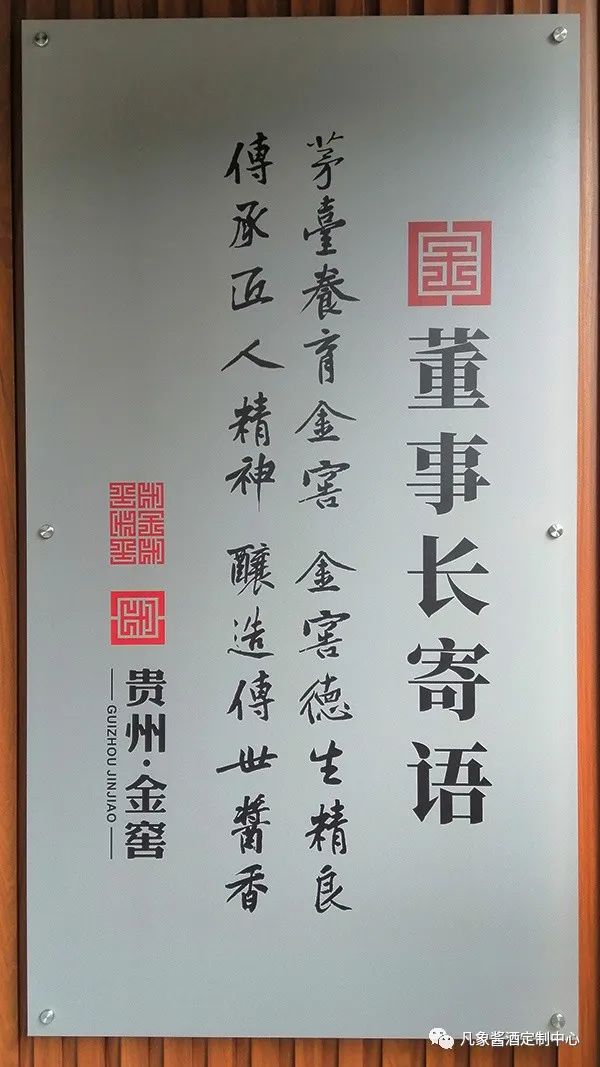 董事长寄语
茅臺養育金窖 金窖德生精良
傳承匠人精神 釀造傳世醬香
贵州·金窖
GUIZHOU JINJIAO
凡象酱酒定制中心